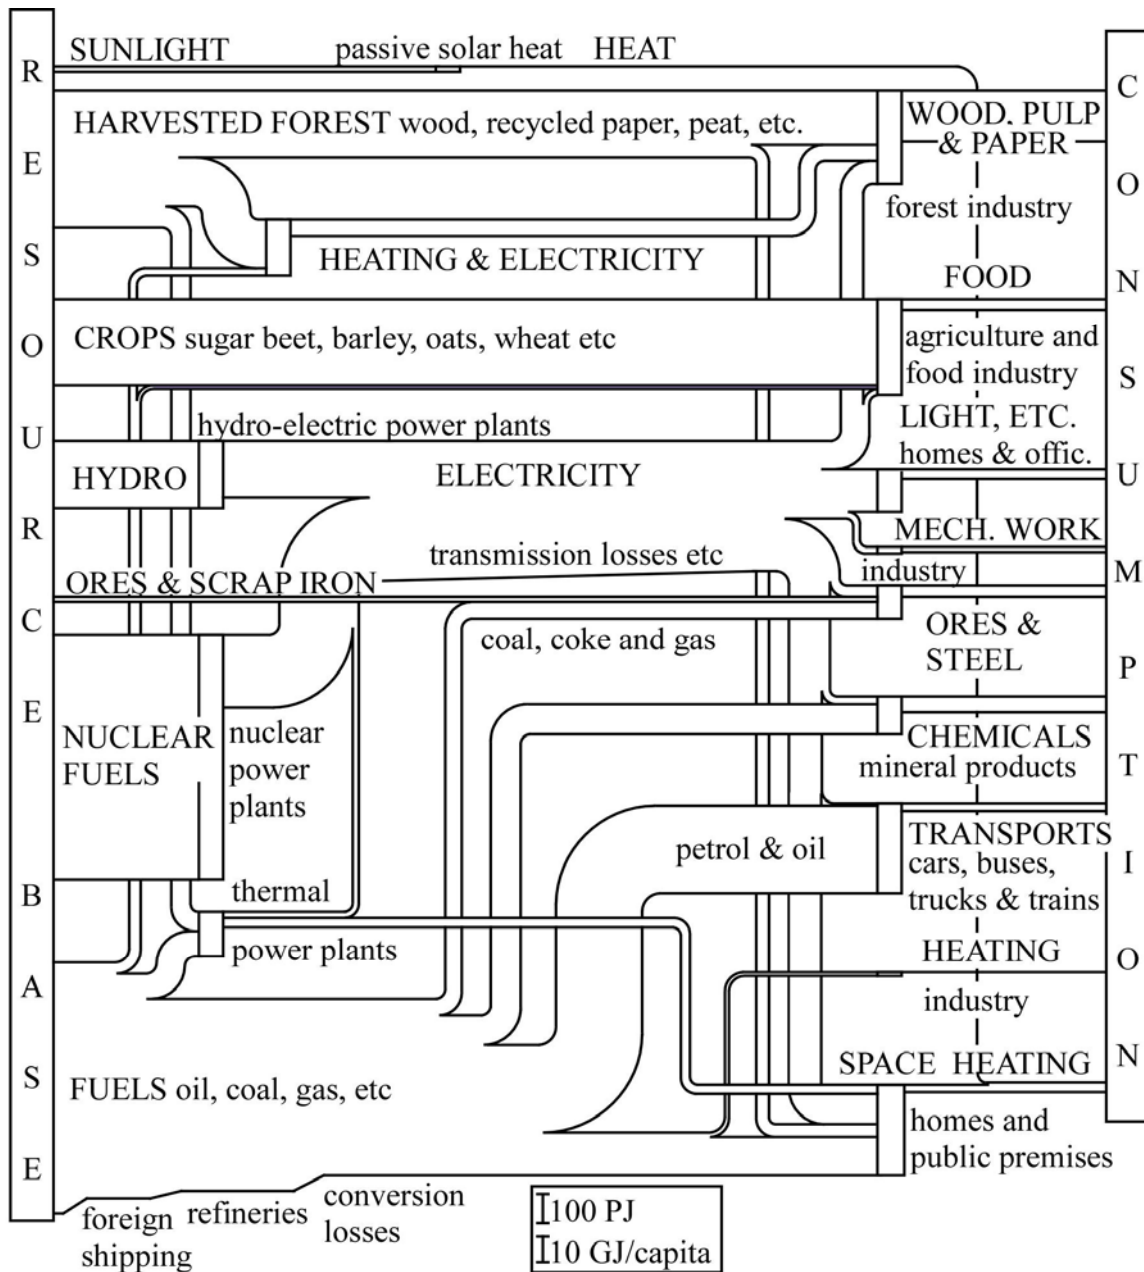 RESOURCE BASE
SUNLIGHT
passive solar heat
HEAT
HARVESTED FOREST wood, recycled paper, peat, etc.
WOOD, PULP
& PAPER
forest industry
HEATING & ELECTRICITY
FOOD
CROPS sugar beet, barley, oats, wheat etc
agriculture and
food industry
hydro-electric power plants
LIGHT, ETC.
homes & offic.
HYDRO
ELECTRICITY
MECH. WORK
industry
transmission losses etc
ORES & SCRAP IRON
coal, coke and gas
ORES &
STEEL
NUCLEAR
FUELS
nuclear
power
plants
CHEMICALS
mineral products
petrol & oil
TRANSPORTS
cars, buses,
trucks & trains
thermal
power plants
HEATING
industry
SPACE HEATING
FUELS oil, coal, gas, etc
homes and
public premises
foreign
shipping
refineries
conversion
losses
100 PJ
10 GJ/capita
CONSUMPTION